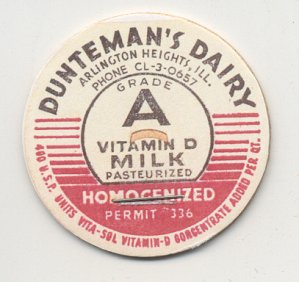 DUNTEMAN'S DAIRY
ARLINGTON HEIGHTS, ILL.
PHONE CL-3-0657
GRADE
A
VITAMIN D
MILK
PASTEURIZED
HOMOGENIZED
PERMIT 336
400 U.S.P. UNITS VITA-SOL VITAMIN-D CONCENTRATE ADDED PER QT.